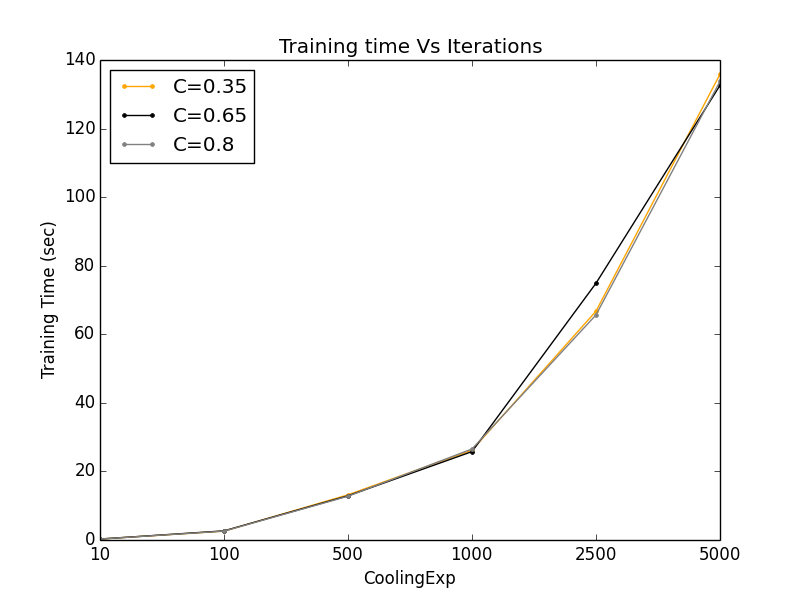 Training time Vs Iterations
C=0.35
C=0.65
C=0.8
Training Time (sec)
140
120
100
80
60
40
20
0
10 100 500 1000 2500 5000
CoolingExp